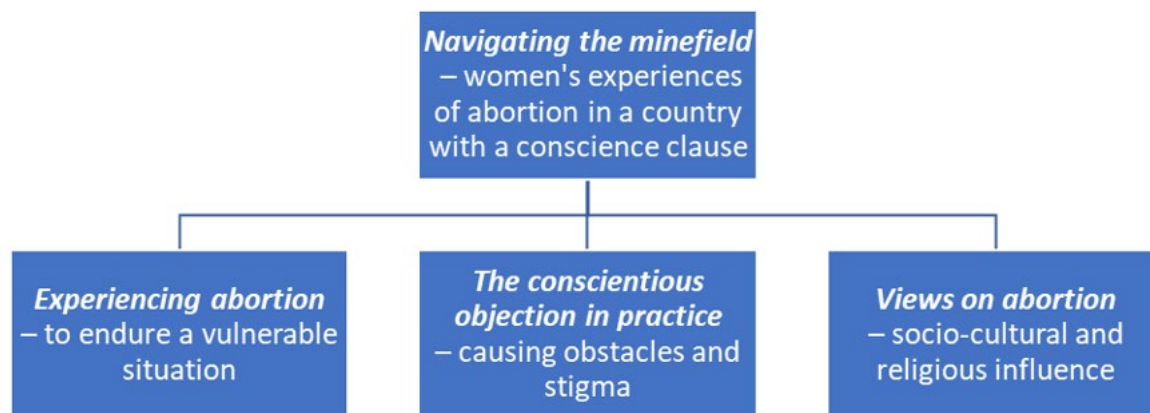 Navigating the minefield
– women's experiences
of abortion in a country
with a conscience clause
Experiencing abortion
– to endure a vulnerable
situation
The conscientious
objection in practice
– causing obstacles and
stigma
Views on abortion
– socio-cultural and
religious influence